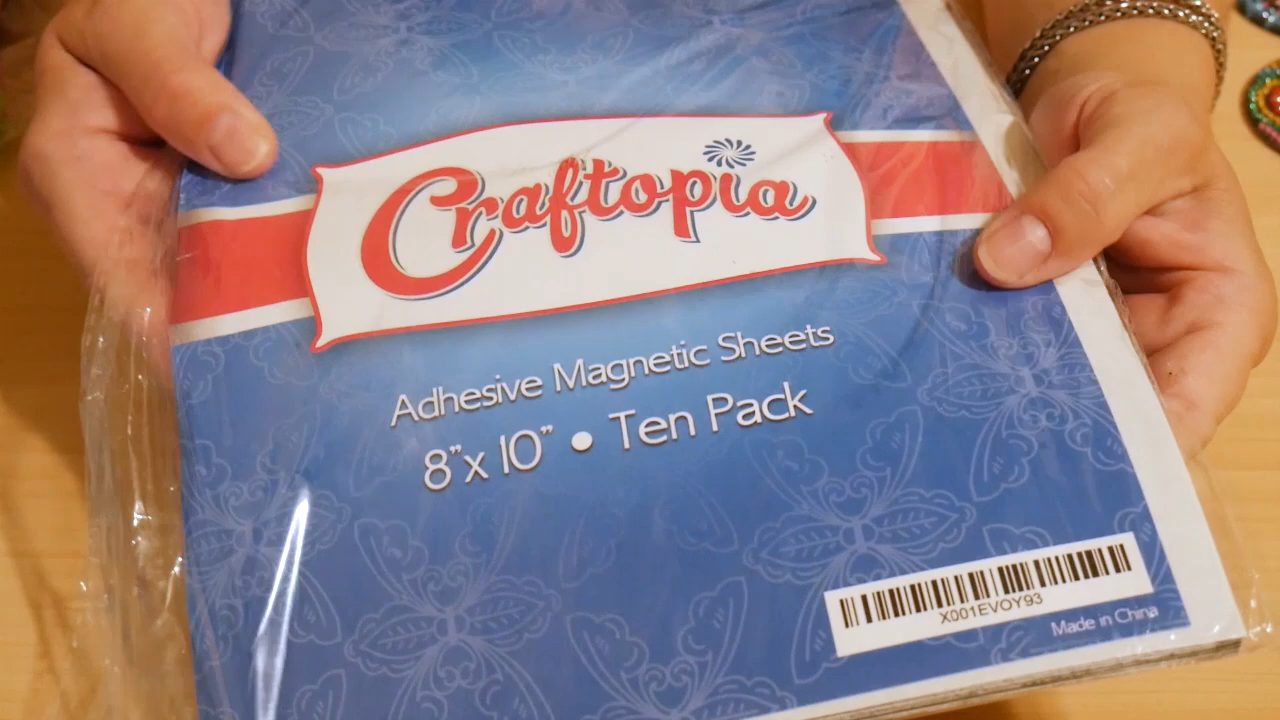 Craftopia
Adhesive Magnetic Sheets
8"x 10" • Ten Pack
X001EVOY93
Made in China